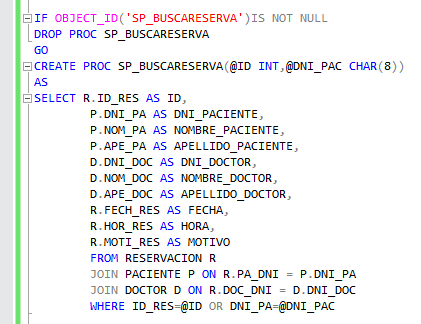 IF OBJECT_ID('SP_BUSCARESERVA')IS NOT NULL
DROP PROC SP_BUSCARESERVA
GO
CREATE PROC SP_BUSCARESERVA(@ID INT,@DNI_PAC CHAR(8))
AS
SELECT R.ID_RES AS ID,
P.DNI_PA AS DNI_PACIENTE,
P.NOM_PA AS NOMBRE_PACIENTE,
P.APE_PA AS APELLIDO_PACIENTE,
D.DNI_DOC AS DNI_DOCTOR,
D.NOM_DOC AS NOMBRE_DOCTOR,
D.APE_DOC AS APELLIDO_DOCTOR,
R.FECH_RES AS FECHA,
R.HOR_RES AS HORA,
R.MOTI_RES AS MOTIVO
FROM RESERVACION R
JOIN PACIENTE P ON R.PA_DNI = P.DNI_PA
JOIN DOCTOR D ON R.DOC_DNI = D.DNI_DOC
WHERE ID_RES=@ID OR DNI_PA=@DNI_PAC